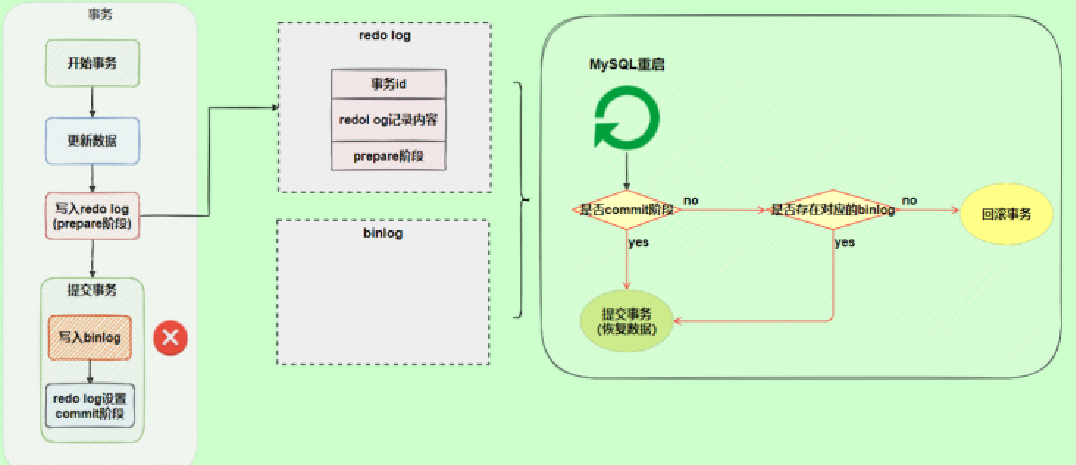 事务
开始事务
更新数据
写入redo log
(prepare阶段)
提交事务
写入binlog
redo log设置
commit阶段
redo log
事务id
redol og记录内容
prepare阶段
binlog
MySQL重启
是否commit阶段
no
是否存在对应的binlog
no
回滚事务
yes
yes
提交事务
(恢复数据)